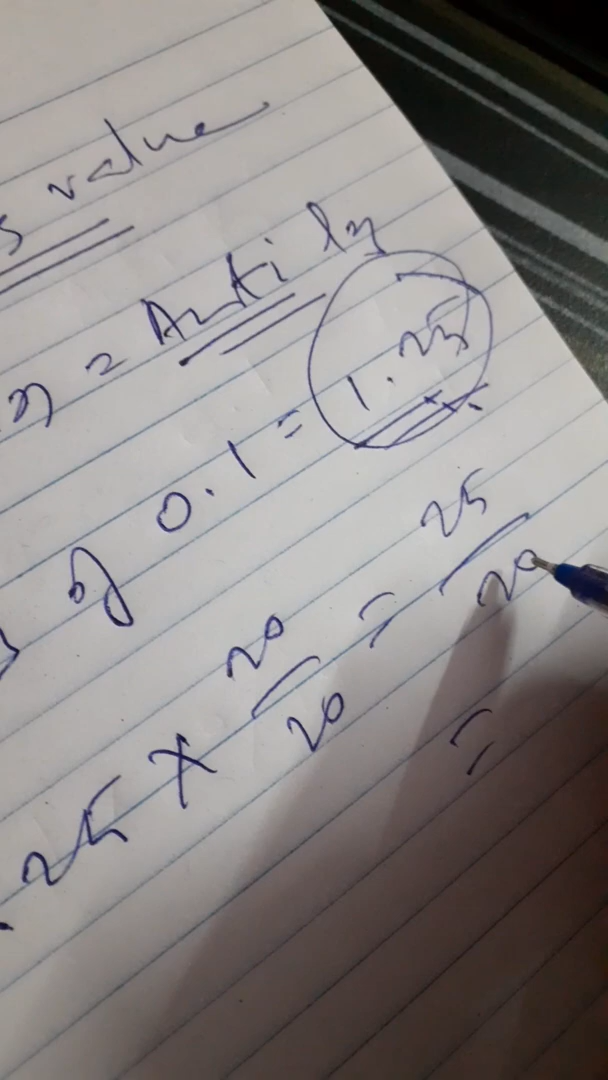 s value
x = Anti log
of 0.1 = 1.25
.25 × 20/20 = 25/20
=